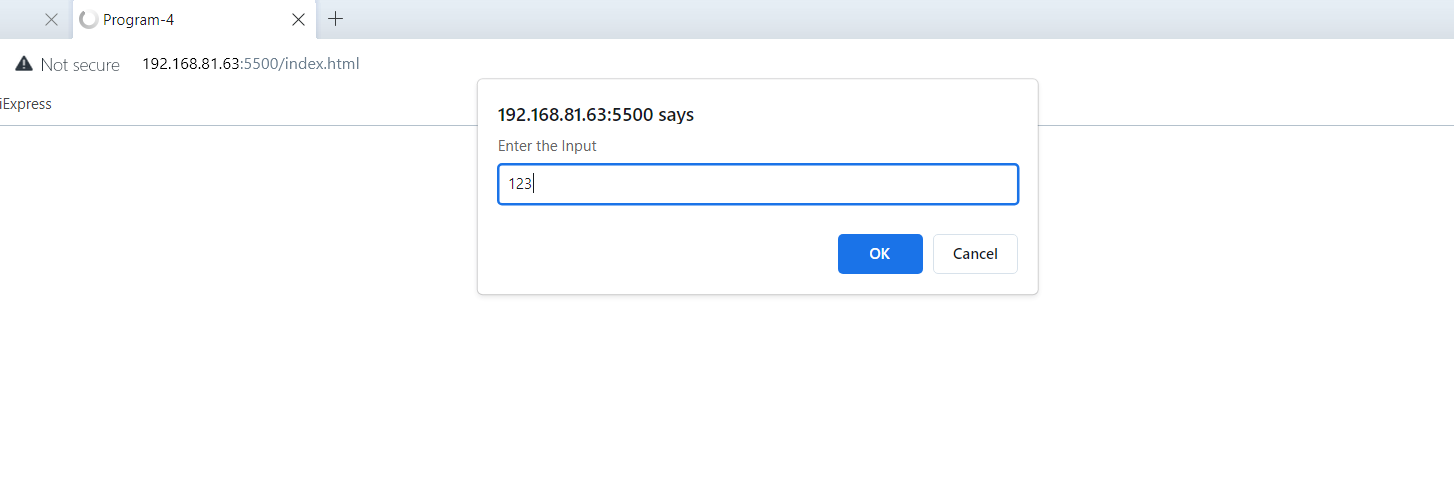 Program-4
Not secure 192.168.81.63:5500/index.html
iExpress
192.168.81.63:5500 says
Enter the Input
123
OK Cancel